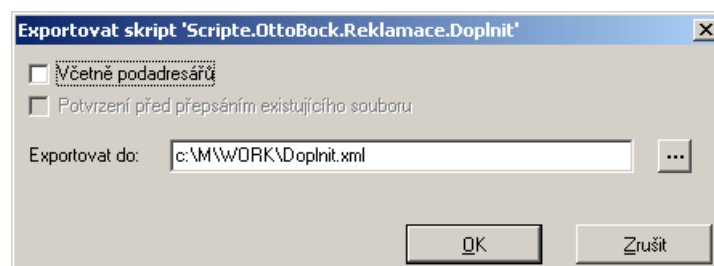 Exportovat skript 'Scripte.OttoBock.Reklamace.Doplnit'
Včetně podadresářů
Potvrzení před přepsáním existujícího souboru
Exportovat do: c:\M\WORK\Doplnit.xml ...
OK Zrušit